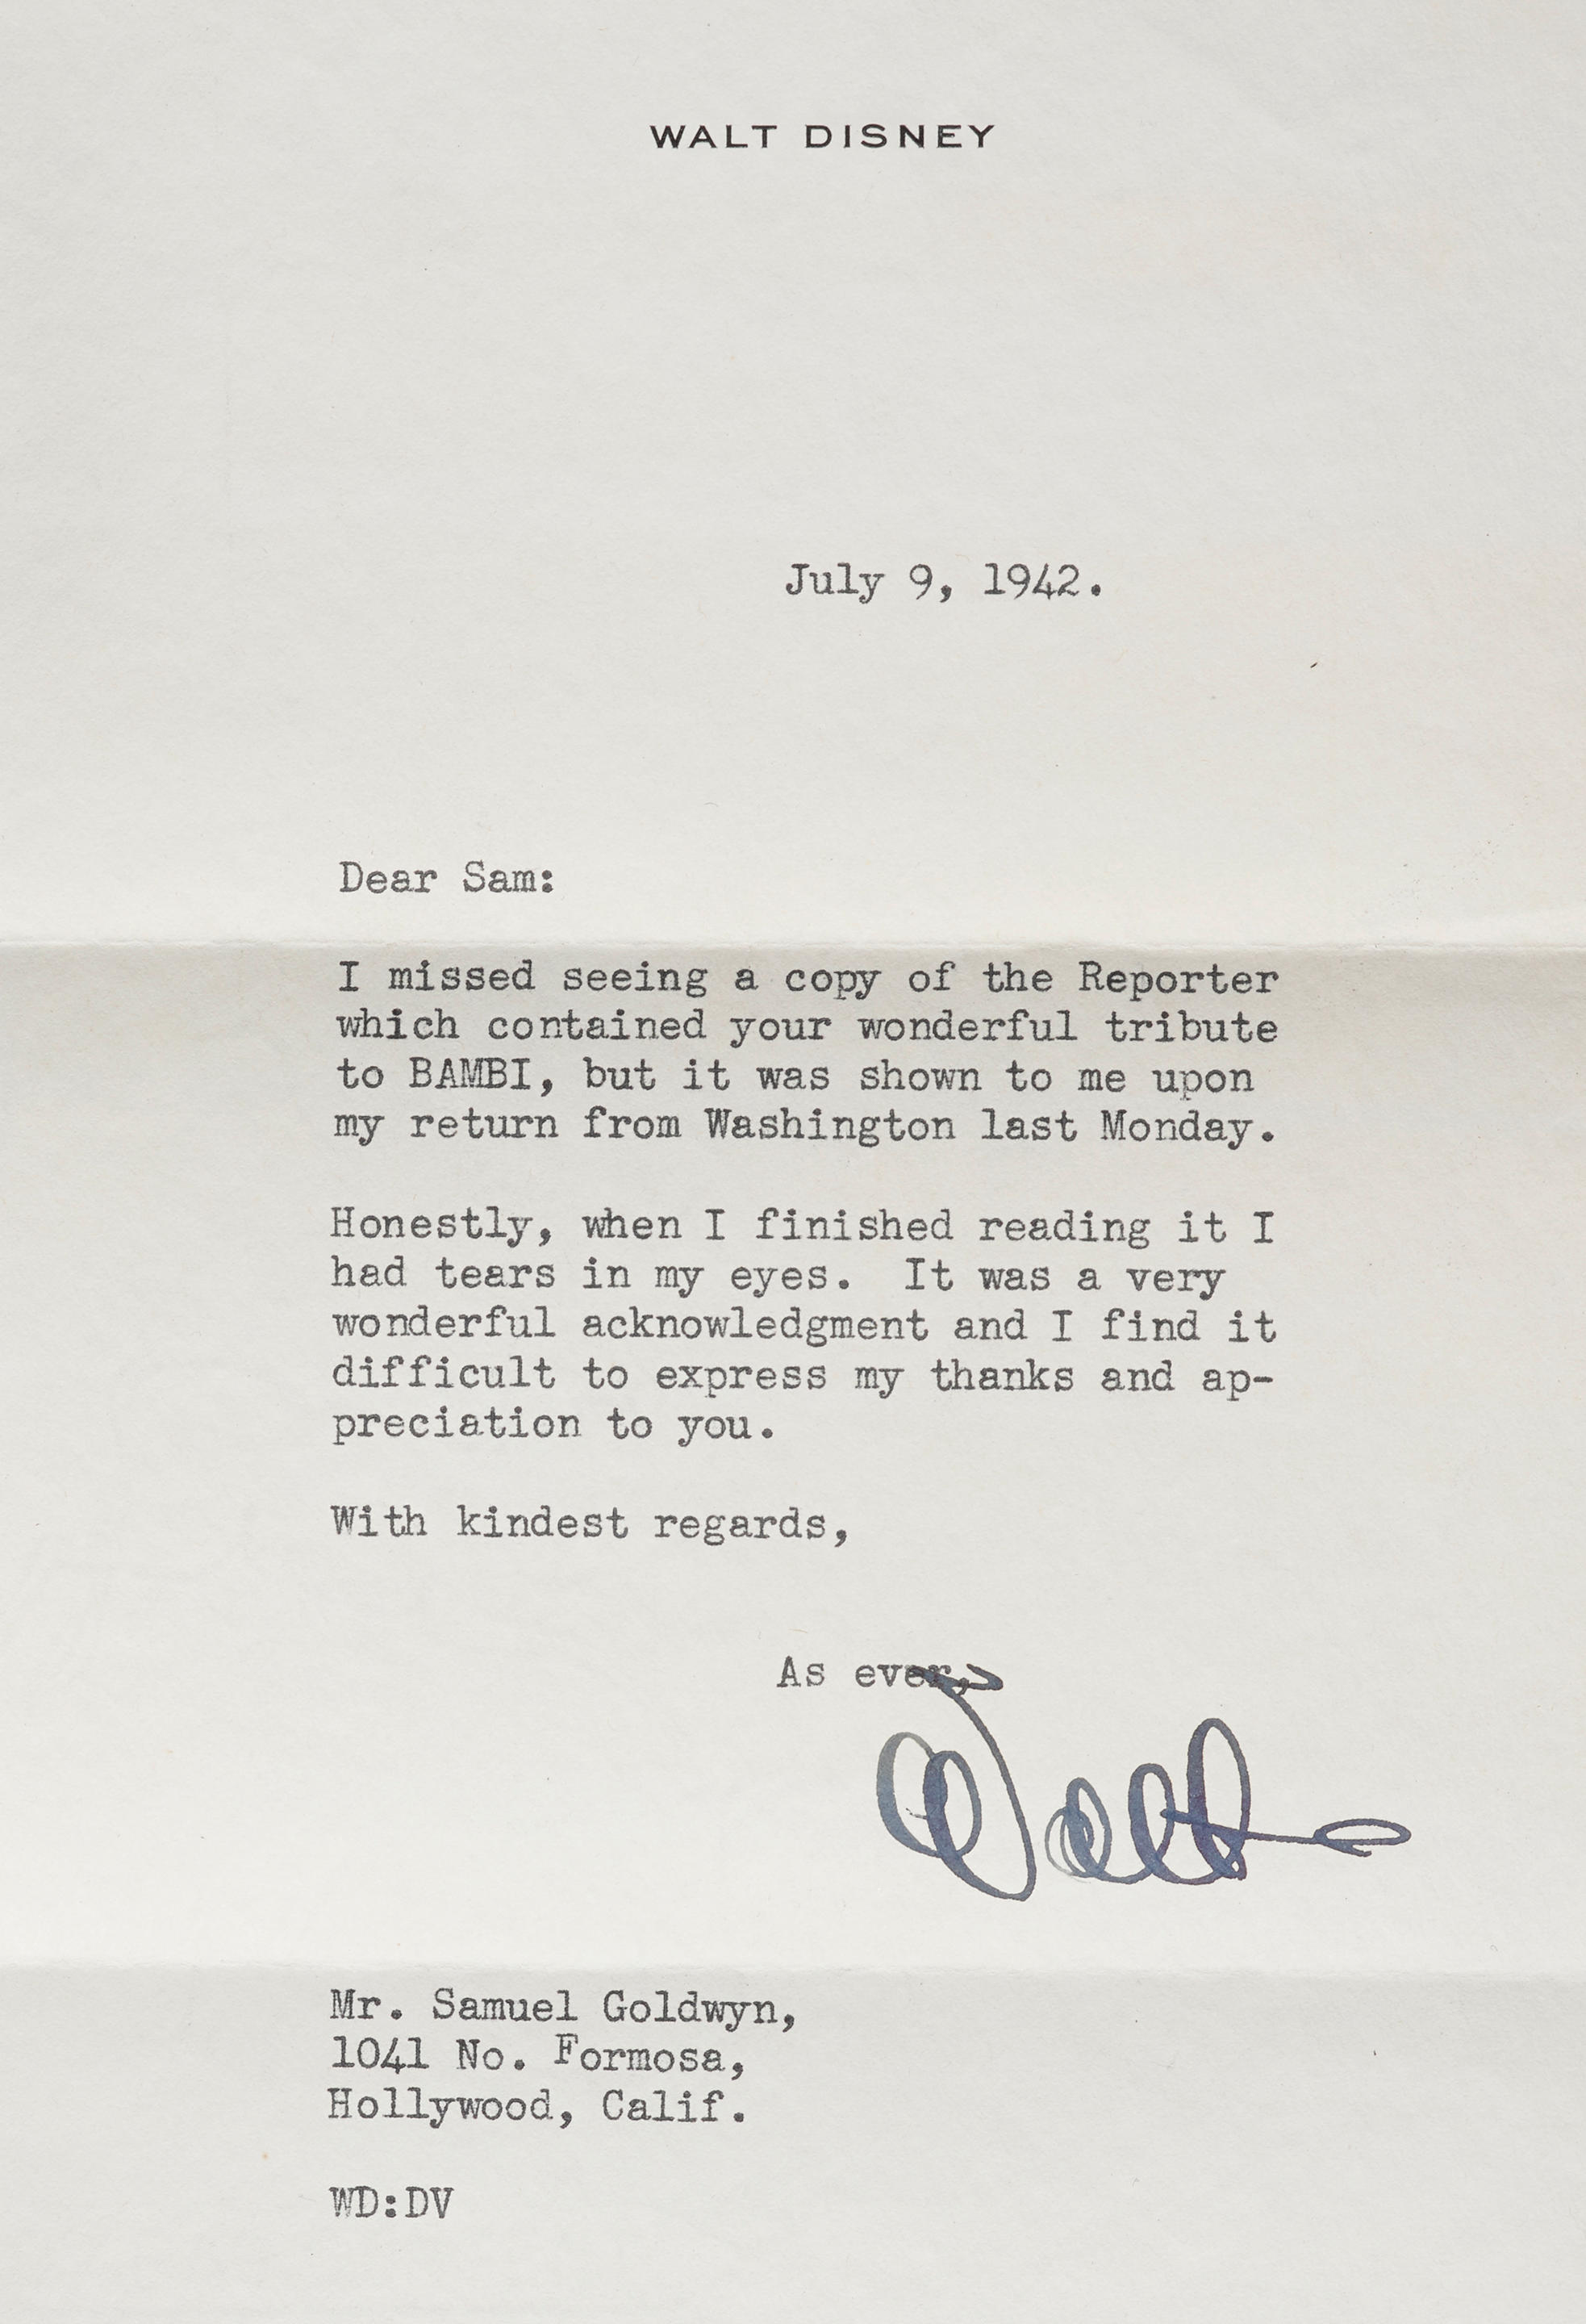 WALT DISNEY
July 9, 1942.
Dear Sam:
I missed seeing a copy of the Reporter
which contained your wonderful tribute
to BAMBI, but it was shown to me upon
my return from Washington last Monday.
Honestly, when I finished reading it I
had tears in my eyes.  It was a very
wonderful acknowledgment and I find it
difficult to express my thanks and ap-
preciation to you.
With kindest regards,
As ever,
Walt
Mr. Samuel Goldwyn,
1041 No. Formosa,
Hollywood, Calif.
WD:DV